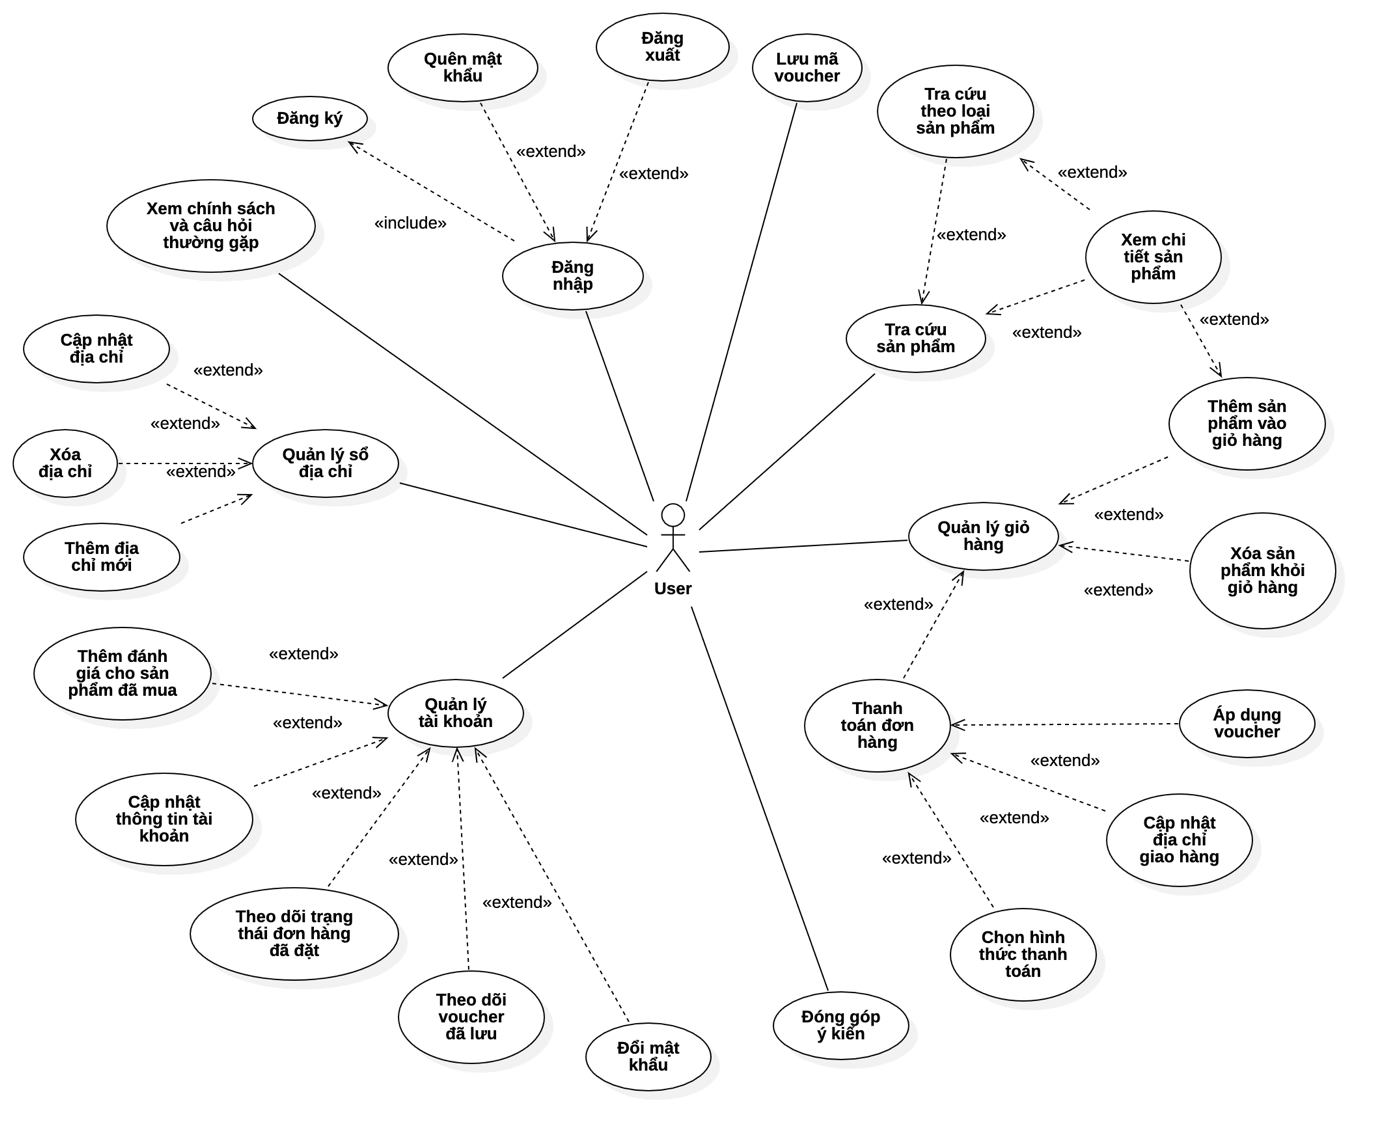 Đăng
xuất
Quên mật
khẩu
Lưu mã
voucher
Tra cứu
theo loại
sản phẩm
Đăng ký
«extend»
«extend»
«extend»
«include»
Xem chính sách
và câu hỏi
thường gặp
«extend»
Xem chi
tiết sản
phẩm
Đăng
nhập
«extend»
«extend»
Tra cứu
sản phẩm
Cập nhật
địa chỉ
«extend»
«extend»
Thêm sản
phẩm vào
giỏ hàng
Xóa
địa chỉ
«extend»
Quản lý sổ
địa chỉ
Thêm địa
chỉ mới
«extend»
Quản lý giỏ
hàng
Xóa sản
phẩm khỏi
giỏ hàng
User
«extend»
«extend»
«extend»
Thêm đánh
giá cho sản
phẩm đã mua
«extend»
Quản lý
tài khoản
Thanh
toán đơn
hàng
Áp dụng
voucher
«extend»
«extend»
Cập nhật
thông tin tài
khoản
«extend»
Cập nhật
địa chỉ
giao hàng
«extend»
«extend»
«extend»
Theo dõi trạng
thái đơn hàng
đã đặt
Chọn hình
thức thanh
toán
Theo dõi
voucher
đã lưu
Đóng góp
ý kiến
Đổi mật
khẩu